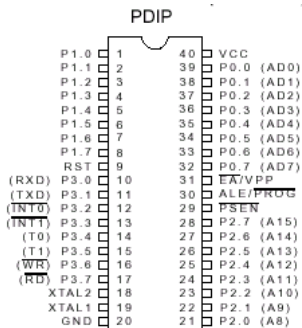 PDIP
P1.0 1 40 VCC
P1.1 2 39 P0.0 (AD0)
P1.2 3 38 P0.1 (AD1)
P1.3 4 37 P0.2 (AD2)
P1.4 5 36 P0.3 (AD3)
P1.5 6 35 P0.4 (AD4)
P1.6 7 34 P0.5 (AD5)
P1.7 8 33 P0.6 (AD6)
RST 9 32 P0.7 (AD7)
(RXD) P3.0 10 31 EA/VPP
(TXD) P3.1 11 30 ALE/PROG
(INT0) P3.2 12 29 PSEN
(INT1) P3.3 13 28 P2.7 (A15)
(T0) P3.4 14 27 P2.6 (A14)
(T1) P3.5 15 26 P2.5 (A13)
(WR) P3.6 16 25 P2.4 (A12)
(RD) P3.7 17 24 P2.3 (A11)
XTAL2 18 23 P2.2 (A10)
XTAL1 19 22 P2.1 (A9)
GND 20 21 P2.0 (A8)